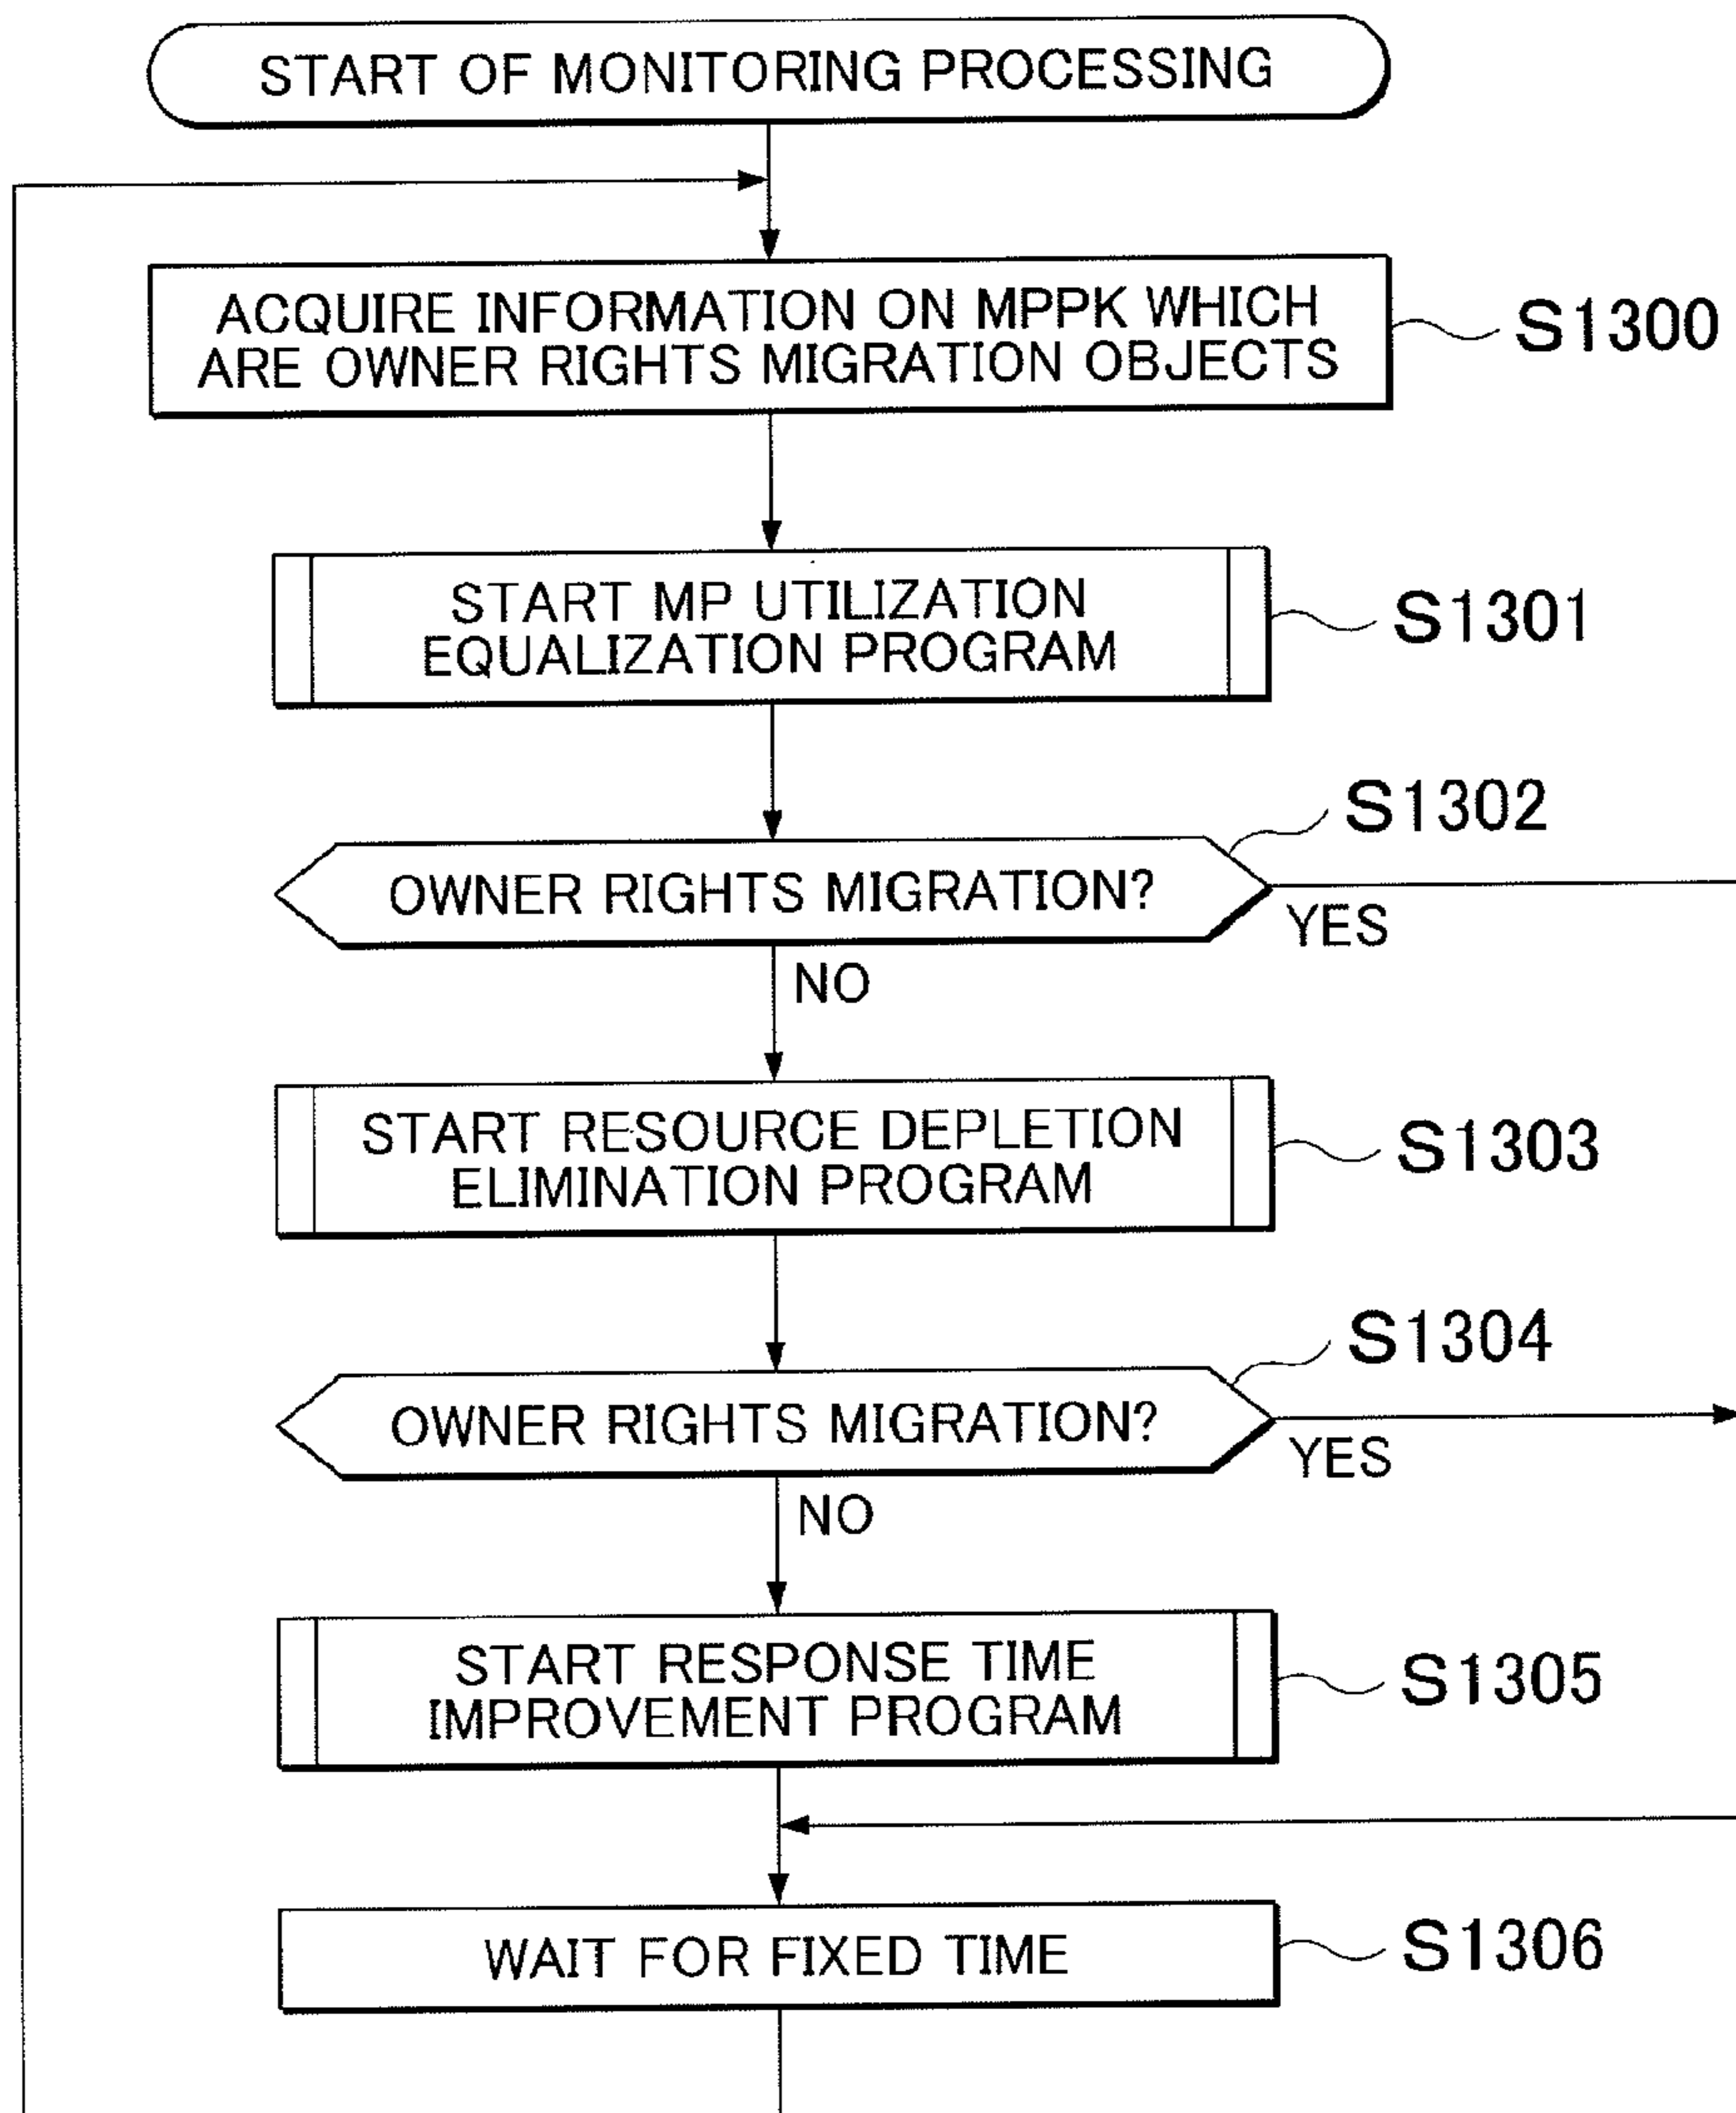 START OF MONITORING PROCESSING
ACQUIRE INFORMATION ON MPPK WHICH
ARE OWNER RIGHTS MIGRATION OBJECTS
S1300
START MP UTILIZATION
EQUALIZATION PROGRAM
S1301
S1302
OWNER RIGHTS MIGRATION?
YES
NO
START RESOURCE DEPLETION
ELIMINATION PROGRAM
S1303
S1304
OWNER RIGHTS MIGRATION?
YES
NO
START RESPONSE TIME
IMPROVEMENT PROGRAM
S1305
WAIT FOR FIXED TIME
S1306